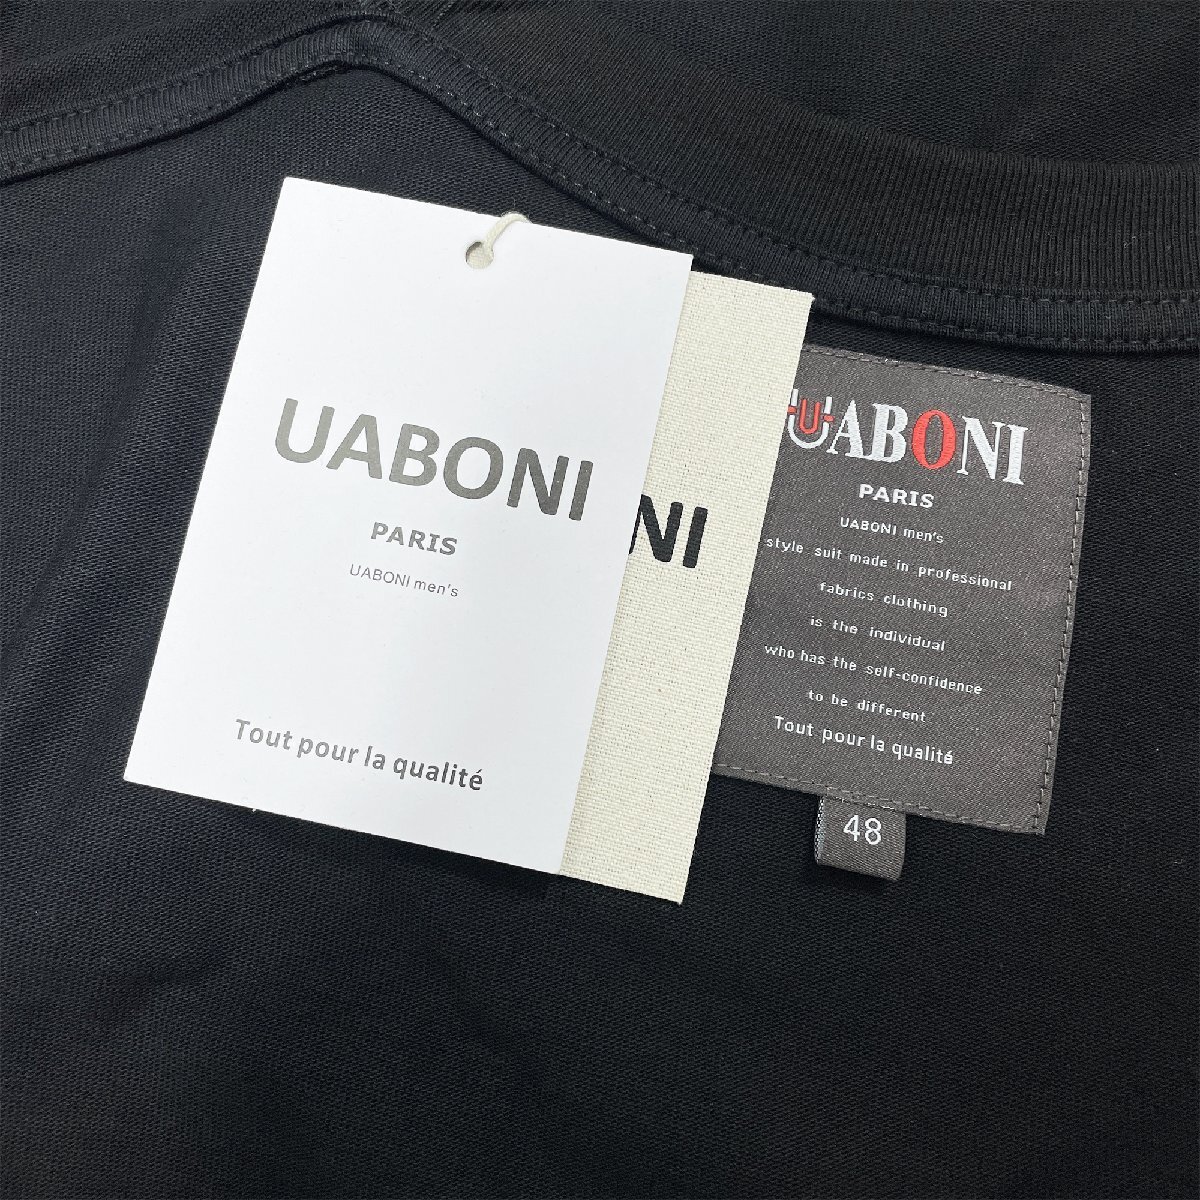 UABONI
PARIS
UABONI men's
Tout pour la qualité
NI
UABONI
PARIS
UABONI men's
style suit made in professional
fabrics clothing
is the individual
who has the self-confidence
to be different
Tout pour la qualité
48